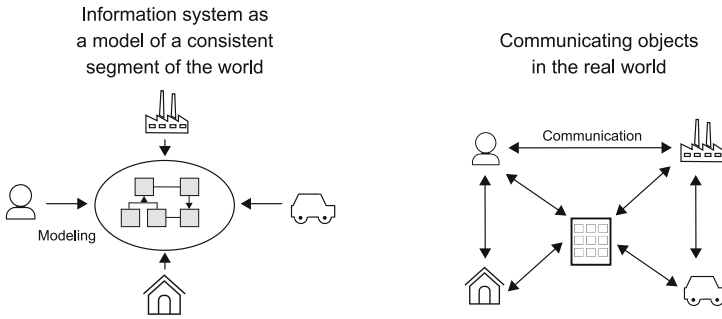 Information system as
a model of a consistent
segment of the world
Modeling
Communicating objects
in the real world
Communication